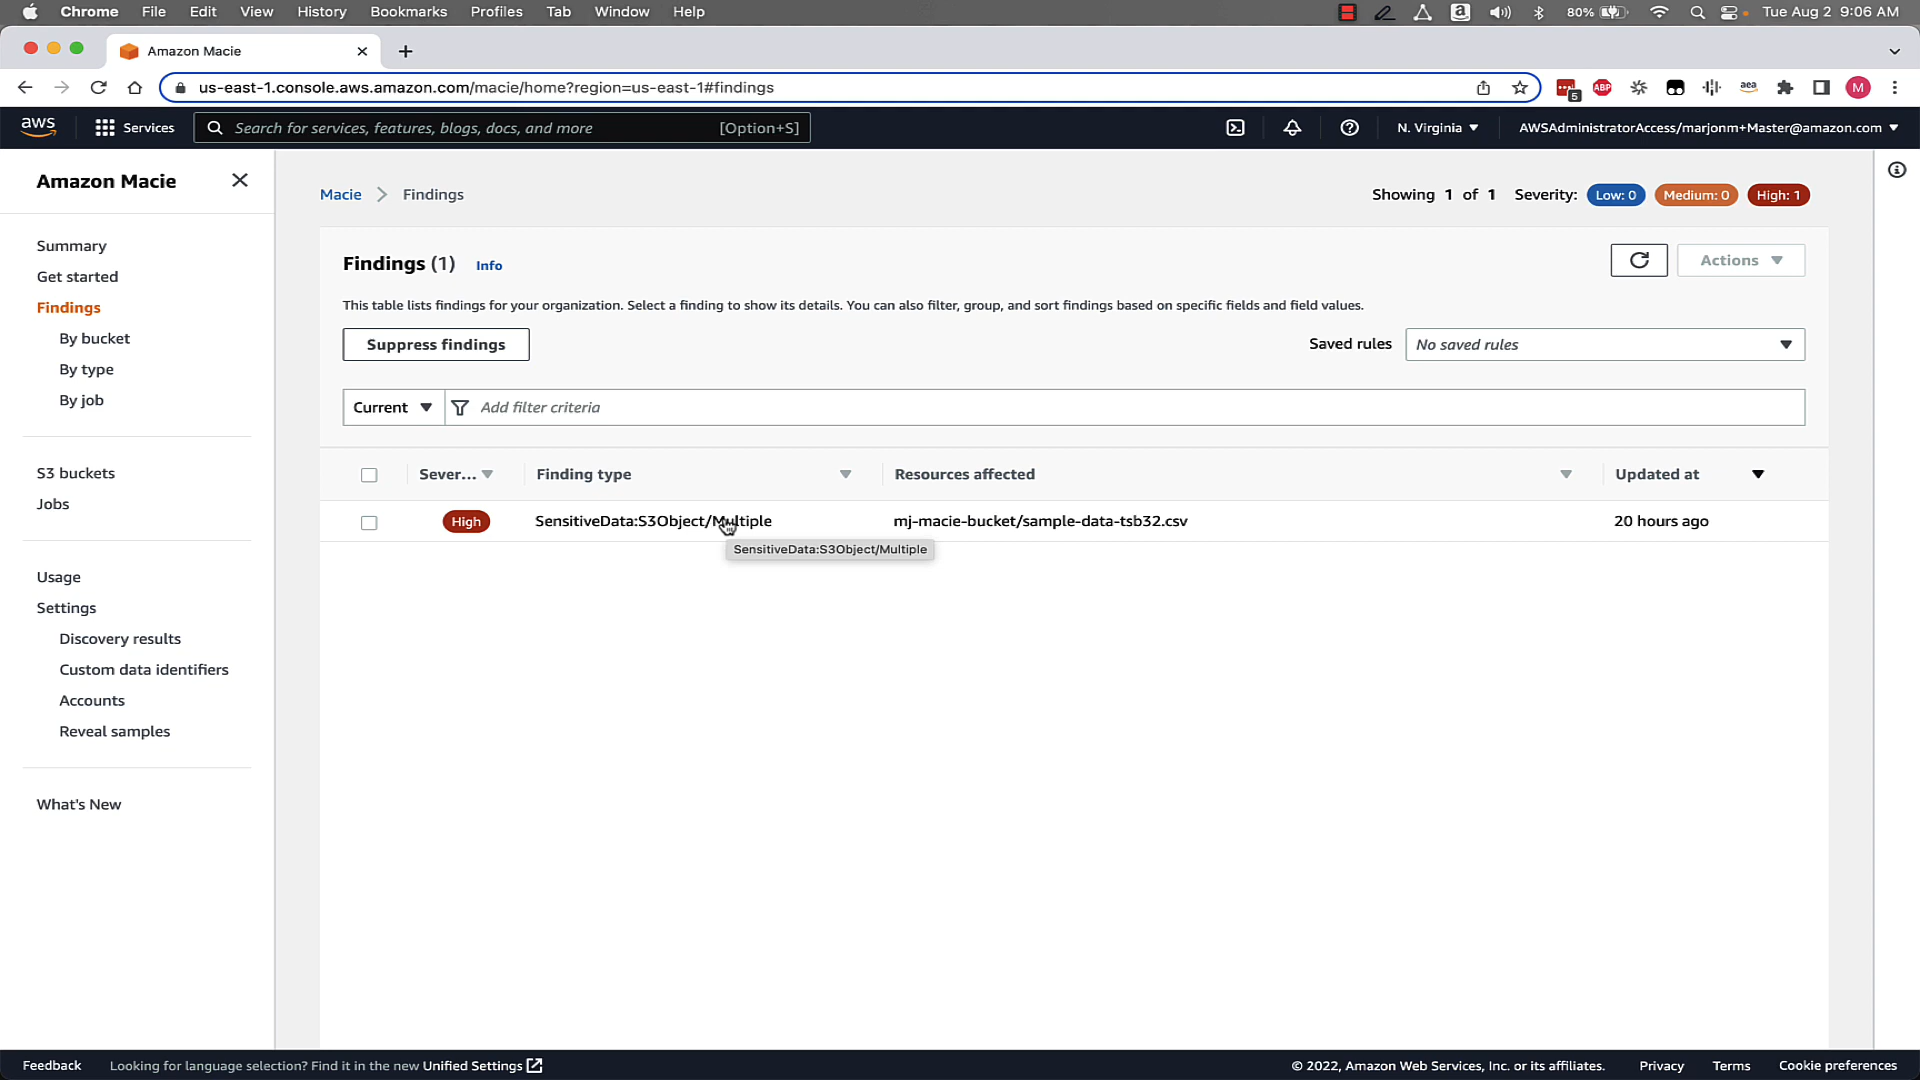 Chrome File Edit View History Bookmarks Profiles Tab Window Help 80% Tue Aug 2 9:06 AM
Amazon Macie
us-east-1.console.aws.amazon.com/macie/home?region=us-east-1#findings 5 ABP aea M
aws Services Search for services, features, blogs, docs, and more [Option+S] N. Virginia AWSAdministratorAccess/marjonm+Master@amazon.com
Amazon Macie
Summary
Get started
Findings
By bucket
By type
By job
S3 buckets
Jobs
Usage
Settings
Discovery results
Custom data identifiers
Accounts
Reveal samples
What's New
Macie > Findings
Showing 1 of 1 Severity: Low: 0 Medium: 0 High: 1
Findings (1) Info
Actions
This table lists findings for your organization. Select a finding to show its details. You can also filter, group, and sort findings based on specific fields and field values.
Suppress findings
Saved rules No saved rules
Current Add filter criteria
Sever... Finding type Resources affected Updated at
High SensitiveData:S3Object/Multiple mj-macie-bucket/sample-data-tsb32.csv 20 hours ago
SensitiveData:S3Object/Multiple
Feedback Looking for language selection? Find it in the new Unified Settings © 2022, Amazon Web Services, Inc. or its affiliates. Privacy Terms Cookie preferences